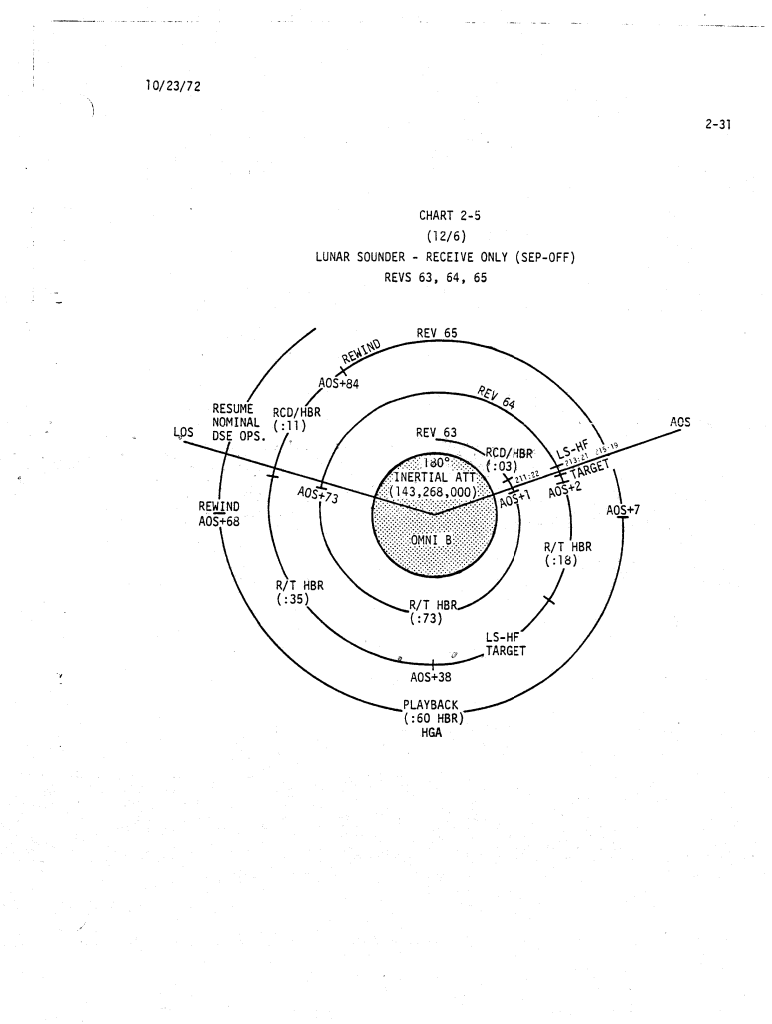 10/23/72
2-31
CHART 2-5
(12/6)
LUNAR SOUNDER - RECEIVE ONLY (SEP-OFF)
REVS 63, 64, 65
REV 65
REWIND
AOS+84
REV 64
RESUME
NOMINAL
DSE OPS.
RCD/HBR
(:11)
LOS
AOS
REV 63
RCD/HBR
(:03)
LS-HF
TARGET
211:22
213:21
215:19
180°
INERTIAL ATT
(143,268,000)
AOS+73
AOS+1
AOS+2
AOS+7
REWIND
AOS+68
OMNI B
R/T HBR
(:18)
R/T HBR
(:35)
R/T HBR
(:73)
LS-HF
TARGET
AOS+38
PLAYBACK
(:60 HBR)
HGA